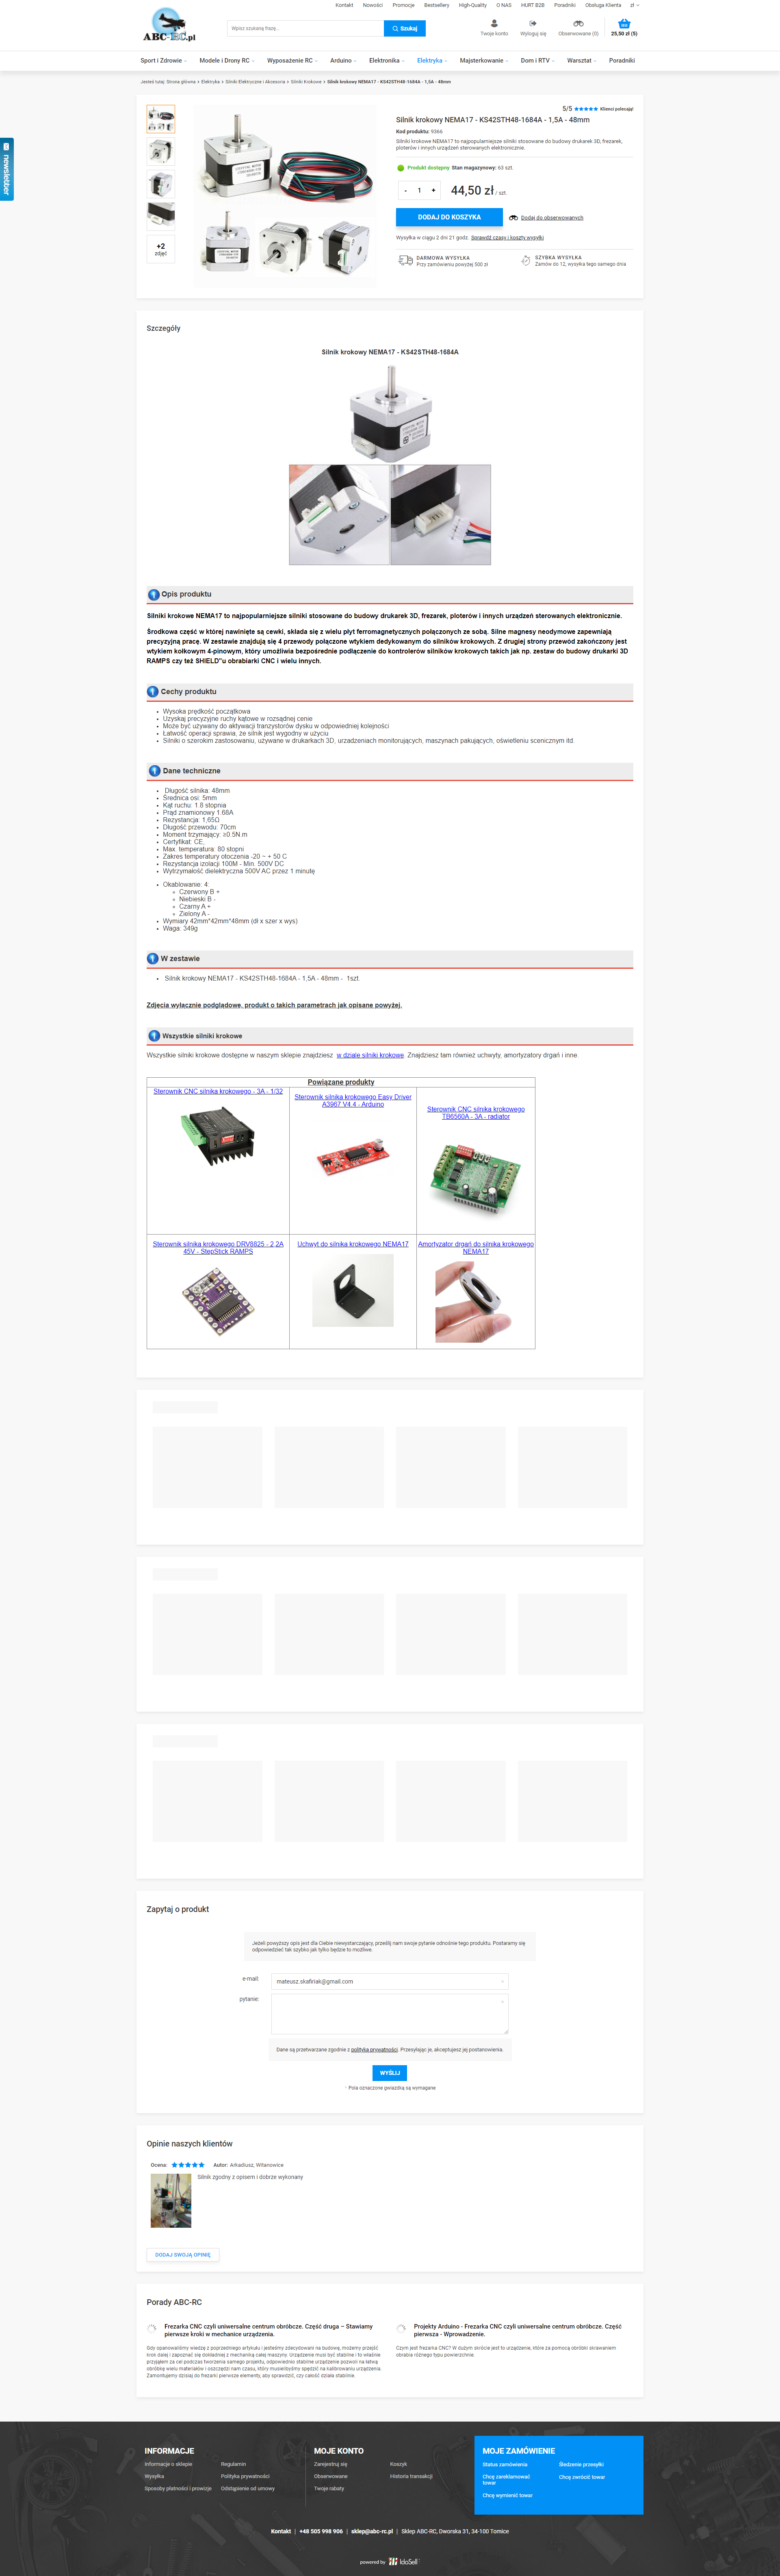 Kontakt Nowości Promocje Bestsellery High-Quality O NAS HURT B2B Poradniki Obsługa Klienta zł
ABC-RC.pl
Wpisz szukaną frazę...
Szukaj
Twoje konto Wyloguj się Obserwowane (0) 25,50 zł (5)
Sport i Zdrowie Modele i Drony RC Wyposażenie RC Arduino Elektronika Elektryka Majsterkowanie Dom i RTV Warsztat Poradniki
Jesteś tutaj: Strona główna Elektryka Silniki Elektryczne i Akcesoria Silniki Krokowe Silnik krokowy NEMA17 - KS42STH48-1684A - 1,5A - 48mm
newsletter
5/5 Klienci polecają!
Silnik krokowy NEMA17 - KS42STH48-1684A - 1,5A - 48mm
Kod produktu: 9366
Silniki krokowe NEMA17 to najpopularniejsze silniki stosowane do budowy drukarek 3D, frezarek,
ploterów i innych urządzeń sterowanych elektronicznie.
Produkt dostępny Stan magazynowy: 63 szt.
- 1 + 44,50 zł / szt.
DODAJ DO KOSZYKA
Dodaj do obserwowanych
Wysyłka w ciągu 2 dni 21 godz. Sprawdź czasy i koszty wysyłki
DARMOWA WYSYŁKA
Przy zamówieniu powyżej 500 zł
SZYBKA WYSYŁKA
Zamów do 12, wysyłka tego samego dnia
+2
zdjęć
Szczegóły
Silnik krokowy NEMA17 - KS42STH48-1684A
Opis produktu
Silniki krokowe NEMA17 to najpopularniejsze silniki stosowane do budowy drukarek 3D, frezarek, ploterów i innych urządzeń sterowanych elektronicznie.
Środkowa część w której nawinięte są cewki, składa się z wielu płyt ferromagnetycznych połączonych ze sobą. Silne magnesy neodymowe zapewniają
precyzyjną pracę. W zestawie znajdują się 4 przewody połączone wtykiem dedykowanym do silników krokowych. Z drugiej strony przewód zakończony jest
wtykiem kołkowym 4-pinowym, który umożliwia bezpośrednie podłączenie do kontrolerów silników krokowych takich jak np. zestaw do budowy drukarki 3D
RAMPS czy też SHIELD"u obrabiarki CNC i wielu innych.
Cechy produktu
Wysoka prędkość początkowa
Uzyskaj precyzyjne ruchy kątowe w rozsądnej cenie
Może być używany do aktywacji tranzystorów dysku w odpowiedniej kolejności
Łatwość operacji sprawia, że silnik jest wygodny w użyciu
Silniki o szerokim zastosowaniu, używane w drukarkach 3D, urzadzeniach monitorujących, maszynach pakujących, oświetleniu scenicznym itd.
Dane techniczne
Długość silnika: 48mm
Średnica osi: 5mm
Kąt ruchu: 1.8 stopnia
Prąd znamionowy 1.68A
Rezystancja: 1,65Ω
Długość przewodu: 70cm
Moment trzymający: ≥0.5N.m
Certyfikat: CE,
Max. temperatura: 80 stopni
Zakres temperatury otoczenia -20 ~ + 50 C
Rezystancja izolacji 100M - Min. 500V DC
Wytrzymałość dielektryczna 500V AC przez 1 minutę
Okablowanie: 4:
Czerwony B +
Niebieski B -
Czarny A +
Zielony A -
Wymiary 42mm*42mm*48mm (dł x szer x wys)
Waga: 349g
W zestawie
Silnik krokowy NEMA17 - KS42STH48-1684A - 1,5A - 48mm - 1szt.
Zdjęcia wyłącznie podglądowe, produkt o takich parametrach jak opisane powyżej.
Wszystkie silniki krokowe
Wszystkie silniki krokowe dostępne w naszym sklepie znajdziesz w dziale silniki krokowe. Znajdziesz tam również uchwyty, amortyzatory drgań i inne.
Powiązane produkty
Sterownik CNC silnika krokowego - 3A - 1/32
Sterownik silnika krokowego Easy Driver
A3967 V4.4 - Arduino
Sterownik CNC silnika krokowego
TB6560A - 3A - radiator
Sterownik silnika krokowego DRV8825 - 2,2A
45V - StepStick RAMPS
Uchwyt do silnika krokowego NEMA17
Amortyzator drgań do silnika krokowego
NEMA17
Zapytaj o produkt
Jeżeli powyższy opis jest dla Ciebie niewystarczający, prześlij nam swoje pytanie odnośnie tego produktu. Postaramy się
odpowiedzieć tak szybko jak tylko będzie to możliwe.
e-mail: mateusz.skafiriak@gmail.com
pytanie:
Dane są przetwarzane zgodnie z polityką prywatności. Przesyłając je, akceptujesz jej postanowienia.
WYŚLIJ
* Pola oznaczone gwiazdką są wymagane
Opinie naszych klientów
Ocena: Autor: Arkadiusz, Witanowice
Silnik zgodny z opisem i dobrze wykonany
DODAJ SWOJĄ OPINIĘ
Porady ABC-RC
Frezarka CNC czyli uniwersalne centrum obróbcze. Część druga – Stawiamy
pierwsze kroki w mechanice urządzenia.
Gdy opanowaliśmy wiedzę z poprzedniego artykułu i jesteśmy zdecydowani na budowę, możemy przejść
krok dalej i zapoznać się dokładniej z mechaniką całej maszyny. Urządzenie musi być stabilne i to właśnie
przyjąłem za cel podczas tworzenia samego projektu, odpowiednio stabilne urządzenie pozwoli na łatwą
obróbkę wielu materiałów i oszczędzi nam czasu, który musielibyśmy spędzić na kalibrowaniu urządzenia.
Zamontujemy dzisiaj do frezarki pierwsze elementy, aby sprawdzić, czy całość działa stabilnie.
Projekty Arduino - Frezarka CNC czyli uniwersalne centrum obróbcze. Część
pierwsza - Wprowadzenie.
Czym jest frezarka CNC? W dużym skrócie jest to urządzenie, które za pomocą obróbki skrawaniem
obrabia różnego typu powierzchnie.
INFORMACJE
Informacje o sklepie Regulamin
Wysyłka Polityka prywatności
Sposoby płatności i prowizje Odstąpienie od umowy
MOJE KONTO
Zarejestruj się Koszyk
Obserwowane Historia transakcji
Twoje rabaty
MOJE ZAMÓWIENIE
Status zamówienia Śledzenie przesyłki
Chcę zareklamować
towar
Chcę zwrócić towar
Chcę wymienić towar
Kontakt | +48 505 998 906 | sklep@abc-rc.pl | Sklep ABC-RC, Dworska 31, 34-100 Tomice
powered by IdoSell